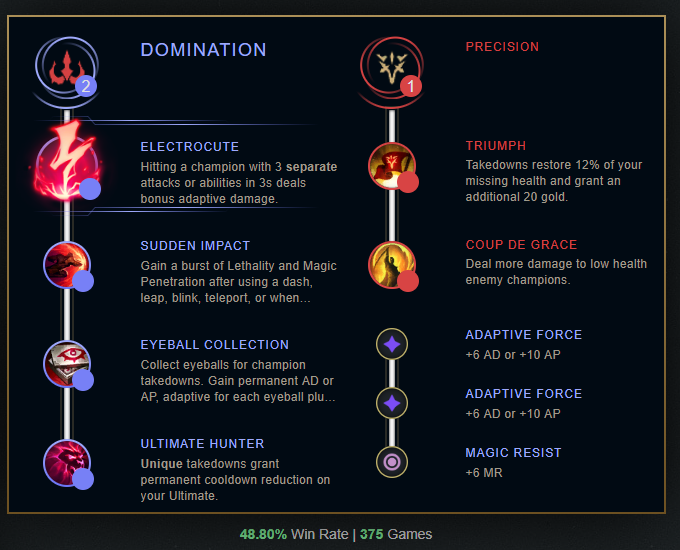 DOMINATION
2
ELECTROCUTE
Hitting a champion with 3 separate
attacks or abilities in 3s deals
bonus adaptive damage.
SUDDEN IMPACT
Gain a burst of Lethality and Magic
Penetration after using a dash,
leap, blink, teleport, or when...
EYEBALL COLLECTION
Collect eyeballs for champion
takedowns. Gain permanent AD or
AP, adaptive for each eyeball plu...
ULTIMATE HUNTER
Unique takedowns grant
permanent cooldown reduction on
your Ultimate.
PRECISION
1
TRIUMPH
Takedowns restore 12% of your
missing health and grant an
additional 20 gold.
COUP DE GRACE
Deal more damage to low health
enemy champions.
ADAPTIVE FORCE
+6 AD or +10 AP
ADAPTIVE FORCE
+6 AD or +10 AP
MAGIC RESIST
+6 MR
48.80% Win Rate | 375 Games